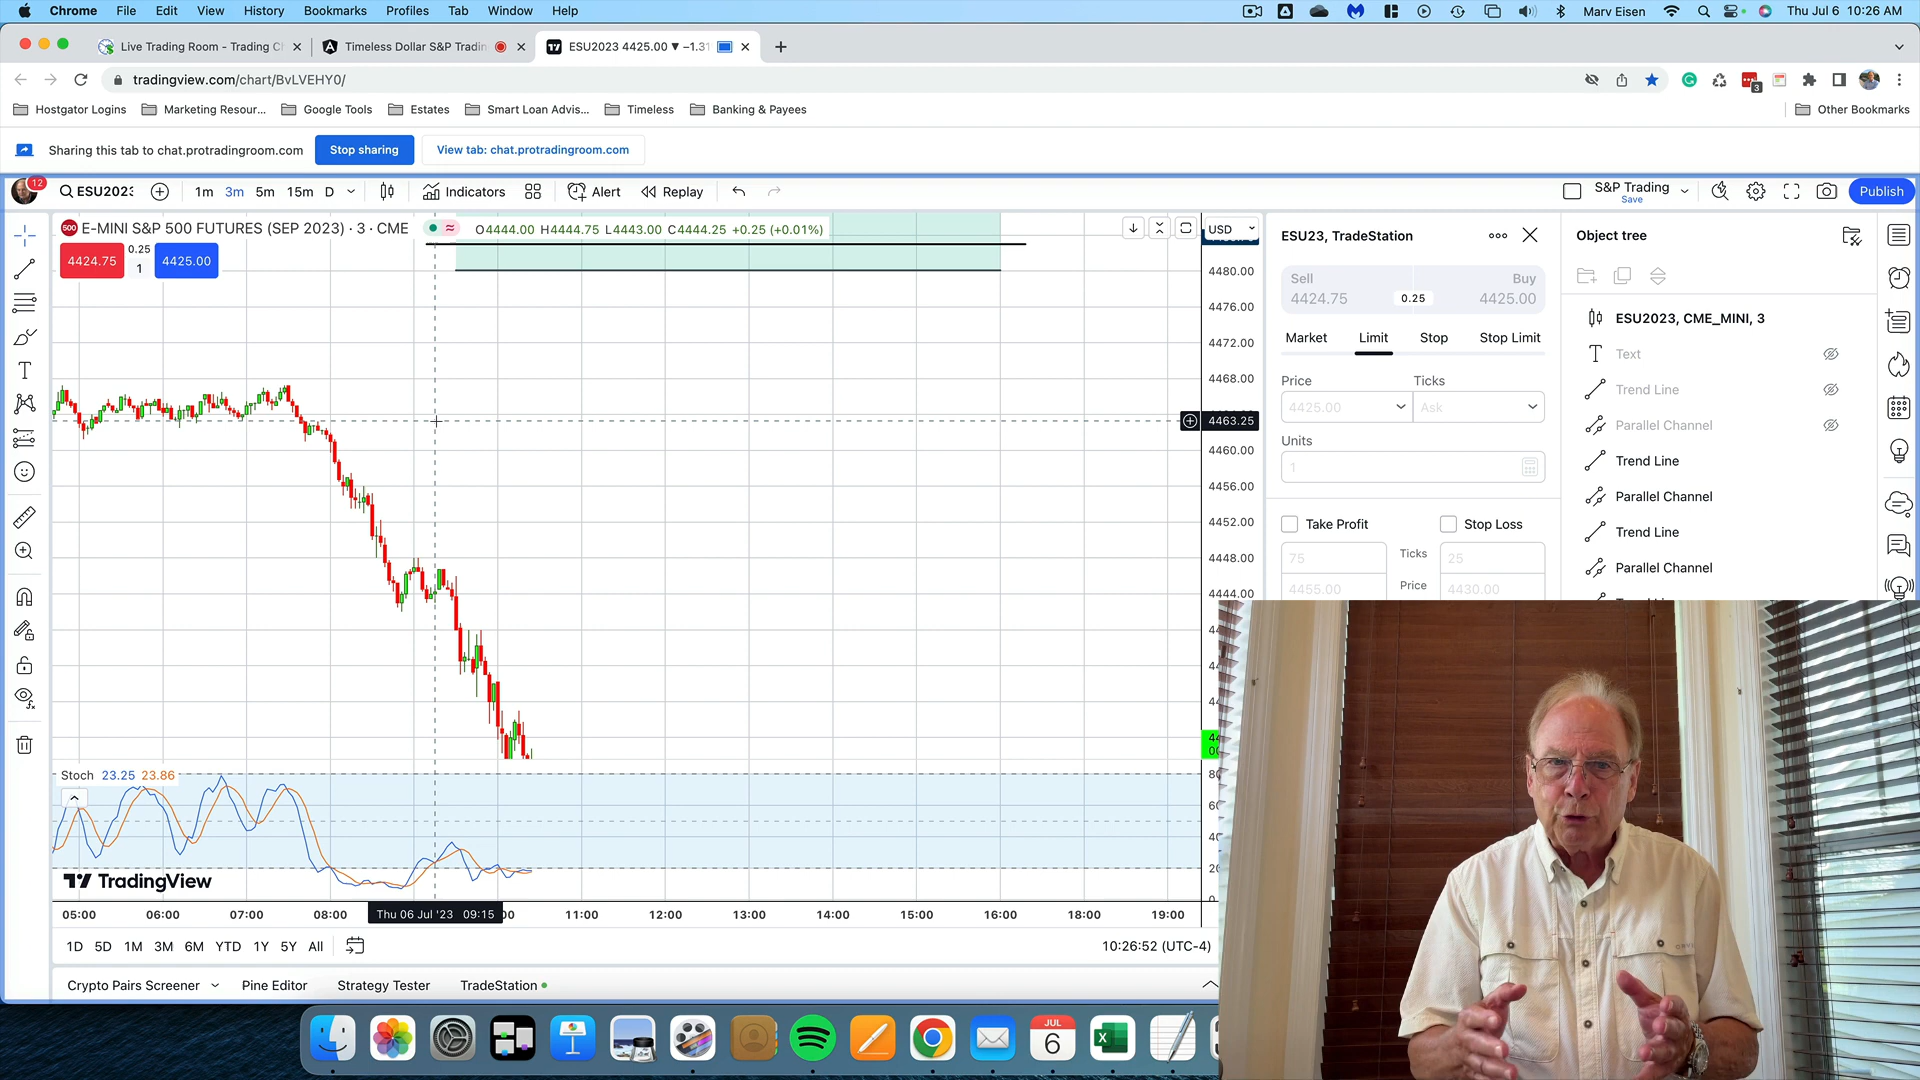 Chrome File Edit View History Bookmarks Profiles Tab Window Help
Marv Eisen Thu Jul 6 10:26 AM
Live Trading Room - Trading C
Timeless Dollar S&P Tradin
ESU2023 4425.00 ▼ −1.31
tradingview.com/chart/BvLVEHY0/
3
Hostgator Logins Marketing Resour... Google Tools Estates Smart Loan Advis... Timeless Banking & Payees Other Bookmarks
Sharing this tab to chat.protradingroom.com Stop sharing View tab: chat.protradingroom.com
12 ESU2023 1m 3m 5m 15m D Indicators Alert Replay S&P Trading Save Publish
500 E-MINI S&P 500 FUTURES (SEP 2023) · 3 · CME O4444.00 H4444.75 L4443.00 C4444.25 +0.25 (+0.01%) USD
4424.75 0.25 1 4425.00
4480.00
4476.00
4472.00
4468.00
4463.25
4460.00
4456.00
4452.00
4448.00
4444.00
ESU23, TradeStation
Sell Buy
4424.75 0.25 4425.00
Market Limit Stop Stop Limit
Price Ticks
4425.00 Ask
Units
1
Take Profit Stop Loss
75 Ticks 25
4455.00 Price 4430.00
Object tree
ESU2023, CME_MINI, 3
Text
Trend Line
Parallel Channel
Trend Line
Parallel Channel
Trend Line
Parallel Channel
Stoch 23.25 23.86
TradingView
05:00 06:00 07:00 08:00 Thu 06 Jul '23 09:15 11:00 12:00 13:00 14:00 15:00 16:00 17:00 18:00 19:00
1D 5D 1M 3M 6M YTD 1Y 5Y All 10:26:52 (UTC-4)
Crypto Pairs Screener Pine Editor Strategy Tester TradeStation
JUL
6